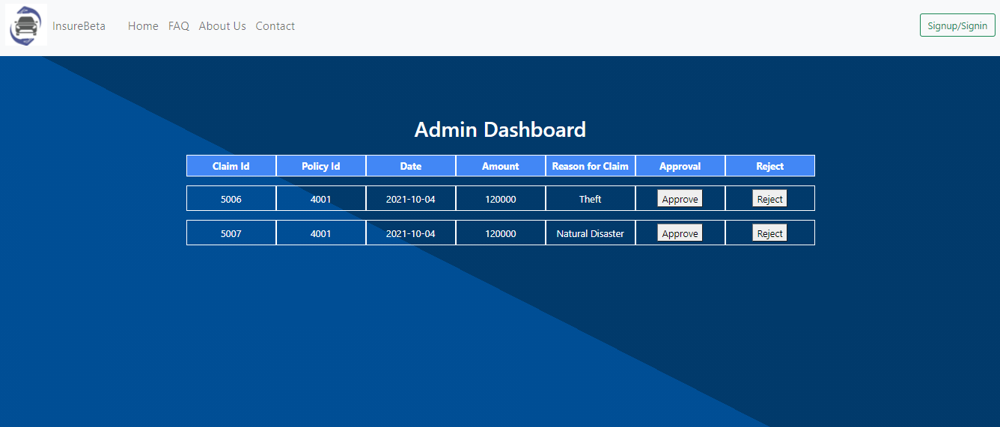 InsureBeta Home FAQ About Us Contact Signup/Signin
Admin Dashboard
Claim Id Policy Id Date Amount Reason for Claim Approval Reject
5006 4001 2021-10-04 120000 Theft Approve Reject
5007 4001 2021-10-04 120000 Natural Disaster Approve Reject